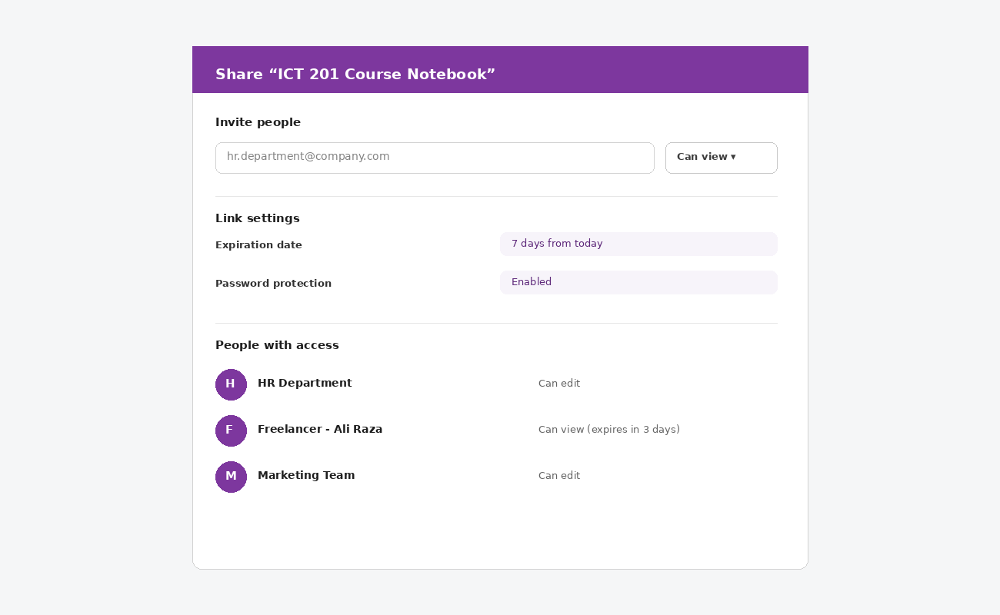 Share “ICT 201 Course Notebook”
Invite people
hr.department@company.com
Can view ▾
Link settings
Expiration date
7 days from today
Password protection
Enabled
People with access
H
HR Department
Can edit
F
Freelancer - Ali Raza
Can view (expires in 3 days)
M
Marketing Team
Can edit